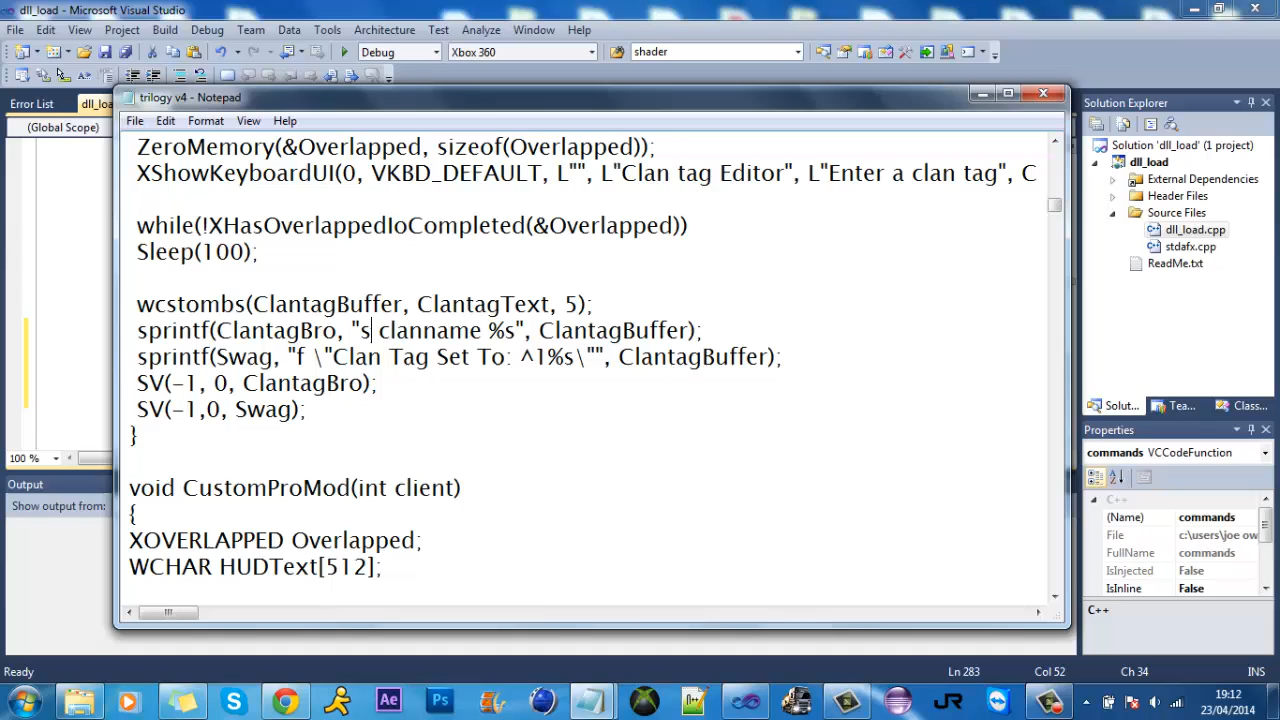 dll_load - Microsoft Visual Studio
File Edit View Project Build Debug Team Data Tools Architecture Test Analyze Window Help
Debug Xbox 360 shader
Error List dll_loa
(Global Scope)
trilogy v4 - Notepad
File Edit Format View Help
ZeroMemory(&Overlapped, sizeof(Overlapped));
XShowKeyboardUI(0, VKBD_DEFAULT, L"", L"Clan tag Editor", L"Enter a clan tag", C
while(!XHasOverlappedIoCompleted(&Overlapped))
Sleep(100);
wcstombs(ClantagBuffer, ClantagText, 5);
sprintf(ClantagBro, "s clanname %s", ClantagBuffer);
sprintf(Swag, "f \"Clan Tag Set To: ^1%s\"", ClantagBuffer);
SV(-1, 0, ClantagBro);
SV(-1,0, Swag);
}
void CustomProMod(int client)
{
XOVERLAPPED Overlapped;
WCHAR HUDText[512];
100 %
Output
Show output from:
Solution Explorer
Solution 'dll_load' (1 project)
dll_load
External Dependencies
Header Files
Source Files
dll_load.cpp
stdafx.cpp
ReadMe.txt
Solut... Tea... Class...
Properties
commands VCCodeFunction
C++
(Name) commands
File c:\users\joe ow
FullName commands
IsInjected False
IsInline False
C++
Ready Ln 283 Col 52 Ch 34 INS
Ae Ps JR 19:12
23/04/2014